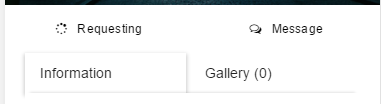 Requesting Message
Information Gallery (0)